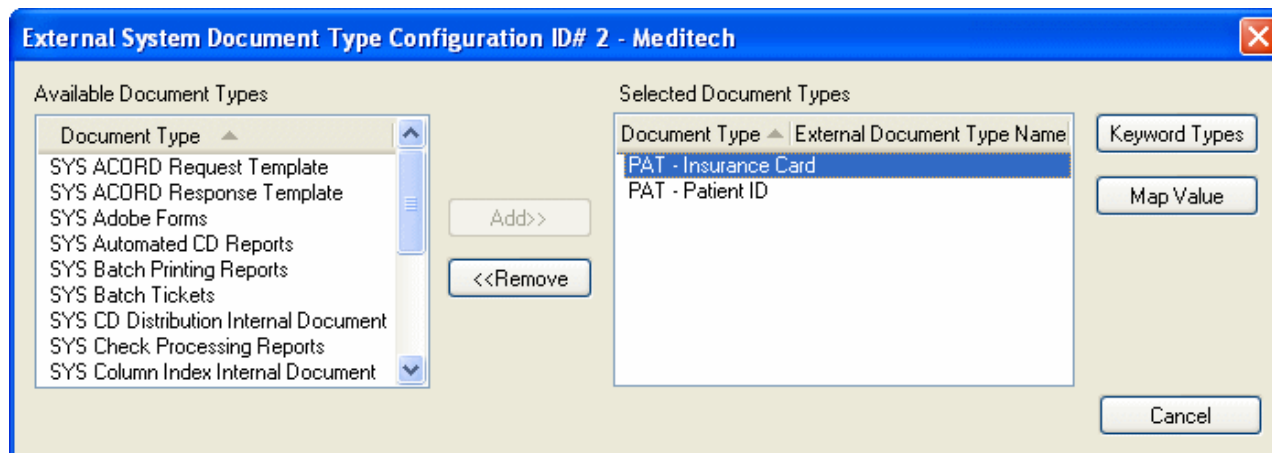 External System Document Type Configuration ID# 2 - Meditech
Available Document Types
Document Type
SYS ACORD Request Template
SYS ACORD Response Template
SYS Adobe Forms
SYS Automated CD Reports
SYS Batch Printing Reports
SYS Batch Tickets
SYS CD Distribution Internal Document
SYS Check Processing Reports
SYS Column Index Internal Document
Add>>
<<Remove
Selected Document Types
Document Type External Document Type Name
PAT - Insurance Card
PAT - Patient ID
Keyword Types
Map Value
Cancel